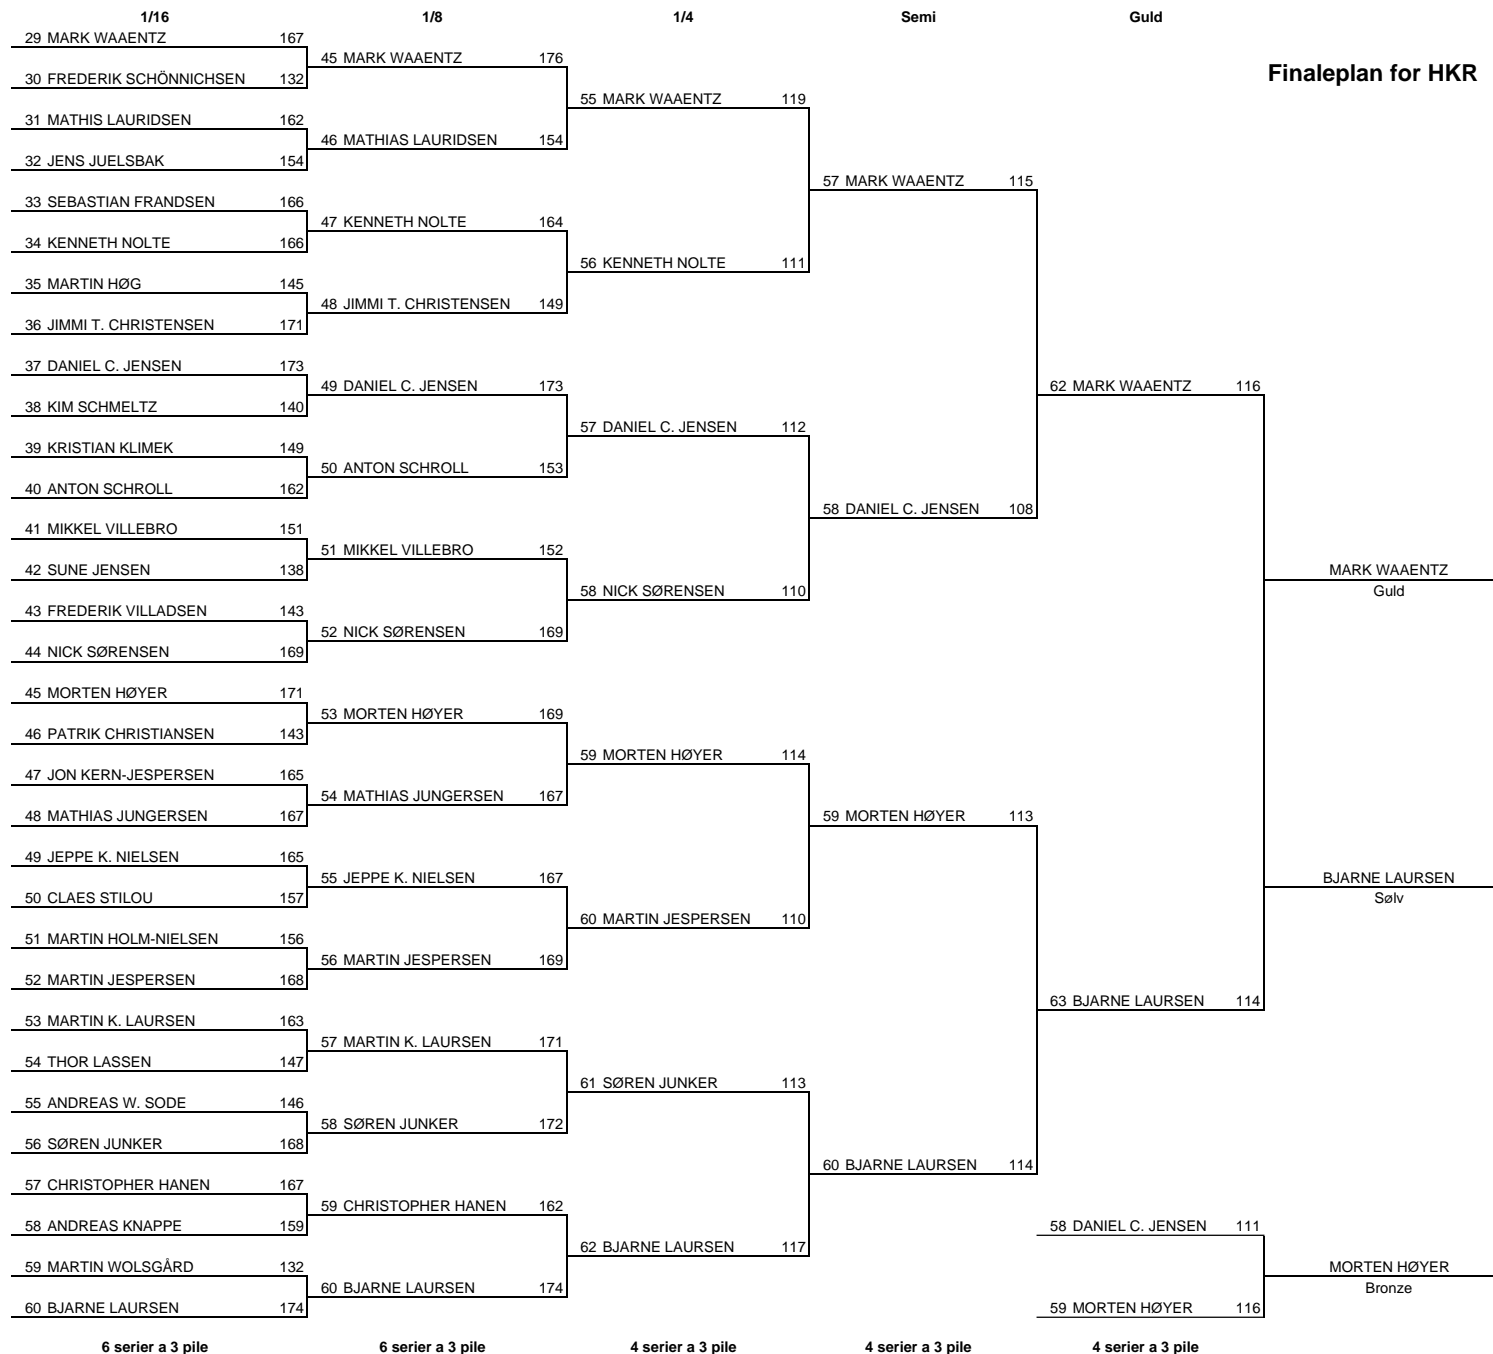 1/16 1/8 1/4 Semi Guld
Finaleplan for HKR
29 MARK WAAENTZ 167
30 FREDERIK SCHÖNNICHSEN 132
31 MATHIS LAURIDSEN 162
32 JENS JUELSBAK 154
33 SEBASTIAN FRANDSEN 166
34 KENNETH NOLTE 166
35 MARTIN HØG 145
36 JIMMI T. CHRISTENSEN 171
37 DANIEL C. JENSEN 173
38 KIM SCHMELTZ 140
39 KRISTIAN KLIMEK 149
40 ANTON SCHROLL 162
41 MIKKEL VILLEBRO 151
42 SUNE JENSEN 138
43 FREDERIK VILLADSEN 143
44 NICK SØRENSEN 169
45 MORTEN HØYER 171
46 PATRIK CHRISTIANSEN 143
47 JON KERN-JESPERSEN 165
48 MATHIAS JUNGERSEN 167
49 JEPPE K. NIELSEN 165
50 CLAES STILOU 157
51 MARTIN HOLM-NIELSEN 156
52 MARTIN JESPERSEN 168
53 MARTIN K. LAURSEN 163
54 THOR LASSEN 147
55 ANDREAS W. SODE 146
56 SØREN JUNKER 168
57 CHRISTOPHER HANEN 167
58 ANDREAS KNAPPE 159
59 MARTIN WOLSGÅRD 132
60 BJARNE LAURSEN 174
45 MARK WAAENTZ 176
46 MATHIAS LAURIDSEN 154
47 KENNETH NOLTE 164
48 JIMMI T. CHRISTENSEN 149
49 DANIEL C. JENSEN 173
50 ANTON SCHROLL 153
51 MIKKEL VILLEBRO 152
52 NICK SØRENSEN 169
53 MORTEN HØYER 169
54 MATHIAS JUNGERSEN 167
55 JEPPE K. NIELSEN 167
56 MARTIN JESPERSEN 169
57 MARTIN K. LAURSEN 171
58 SØREN JUNKER 172
59 CHRISTOPHER HANEN 162
60 BJARNE LAURSEN 174
55 MARK WAAENTZ 119
56 KENNETH NOLTE 111
57 DANIEL C. JENSEN 112
58 NICK SØRENSEN 110
59 MORTEN HØYER 114
60 MARTIN JESPERSEN 110
61 SØREN JUNKER 113
62 BJARNE LAURSEN 117
57 MARK WAAENTZ 115
58 DANIEL C. JENSEN 108
59 MORTEN HØYER 113
60 BJARNE LAURSEN 114
62 MARK WAAENTZ 116
63 BJARNE LAURSEN 114
58 DANIEL C. JENSEN 111
59 MORTEN HØYER 116
MARK WAAENTZ
Guld
BJARNE LAURSEN
Sølv
MORTEN HØYER
Bronze
6 serier a 3 pile 6 serier a 3 pile 4 serier a 3 pile 4 serier a 3 pile 4 serier a 3 pile